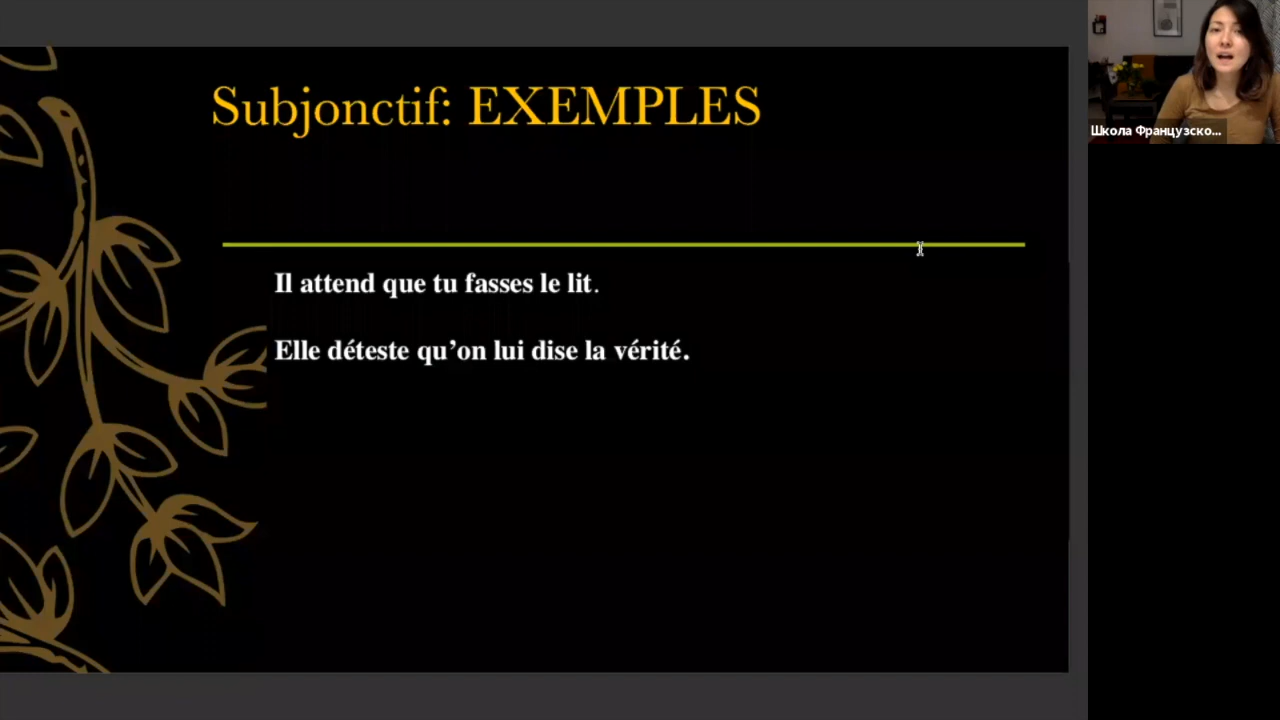 Subjonctif: EXEMPLES
Школа Французско...
Il attend que tu fasses le lit.
Elle déteste qu’on lui dise la vérité.